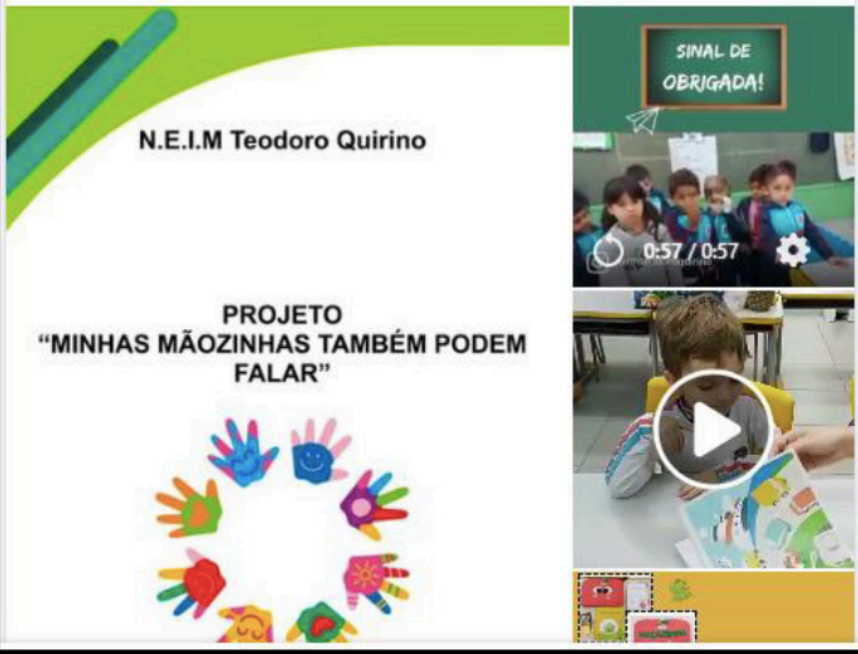 N.E.I.M Teodoro Quirino
PROJETO
“MINHAS MÃOZINHAS TAMBÉM PODEM
FALAR”
SINAL DE
OBRIGADA!
0:57 / 0:57